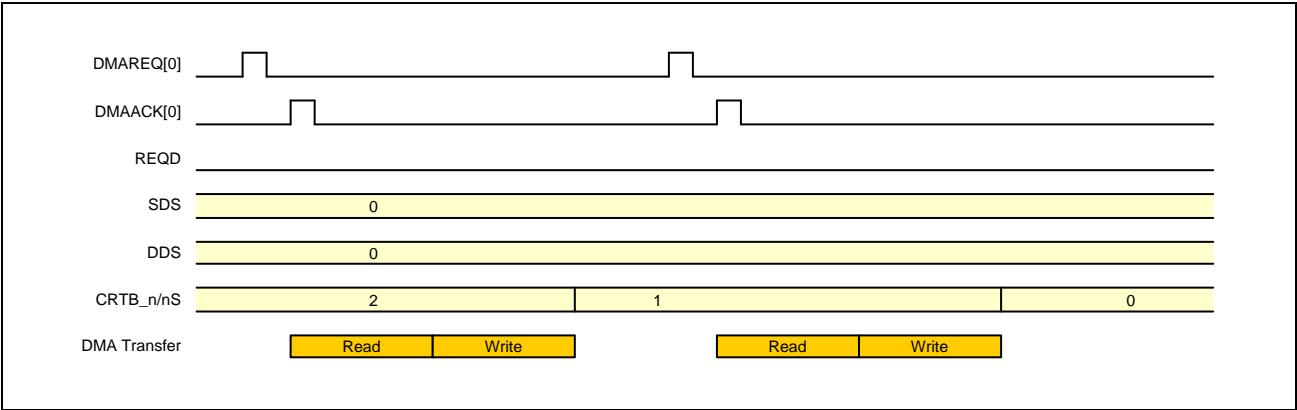 DMAREQ[0]
DMAACK[0]
REQD
SDS 0
DDS 0
CRTB_n/nS 2 1 0
DMA Transfer Read Write Read Write